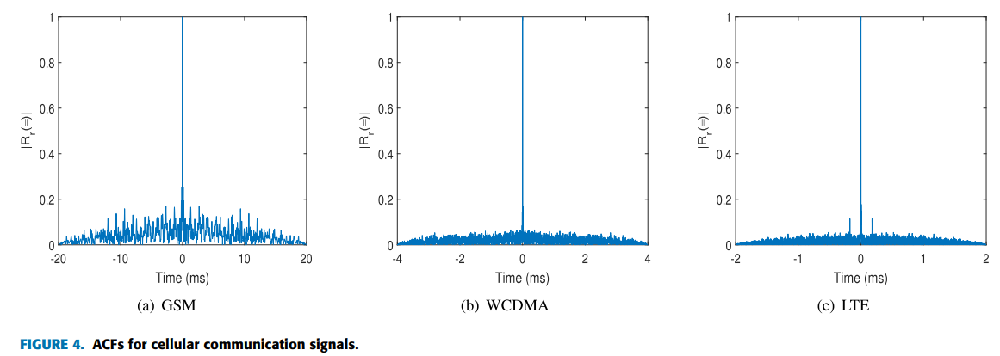 1
0.8
0.6
0.4
0.2
0
-20 -10 0 10 20
Time (ms)
|R_r(=)|
(a) GSM
1
0.8
0.6
0.4
0.2
0
-4 -2 0 2 4
Time (ms)
|R_r(=)|
(b) WCDMA
1
0.8
0.6
0.4
0.2
0
-2 -1 0 1 2
Time (ms)
|R_r(=)|
(c) LTE
FIGURE 4. ACFs for cellular communication signals.